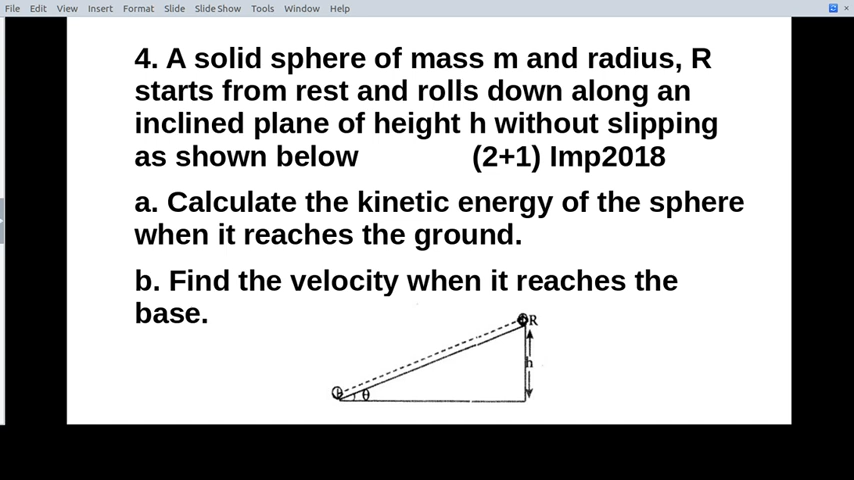 File Edit View Insert Format Slide Slide Show Tools Window Help
4. A solid sphere of mass m and radius, R
starts from rest and rolls down along an
inclined plane of height h without slipping
as shown below (2+1) Imp2018
a. Calculate the kinetic energy of the sphere
when it reaches the ground.
b. Find the velocity when it reaches the
base.
R
h
θ